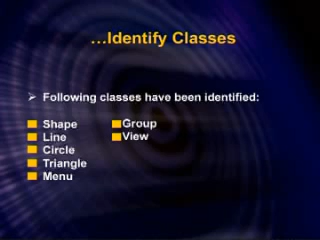 …Identify Classes
Following classes have been identified:
Shape
Line
Circle
Triangle
Menu
Group
View